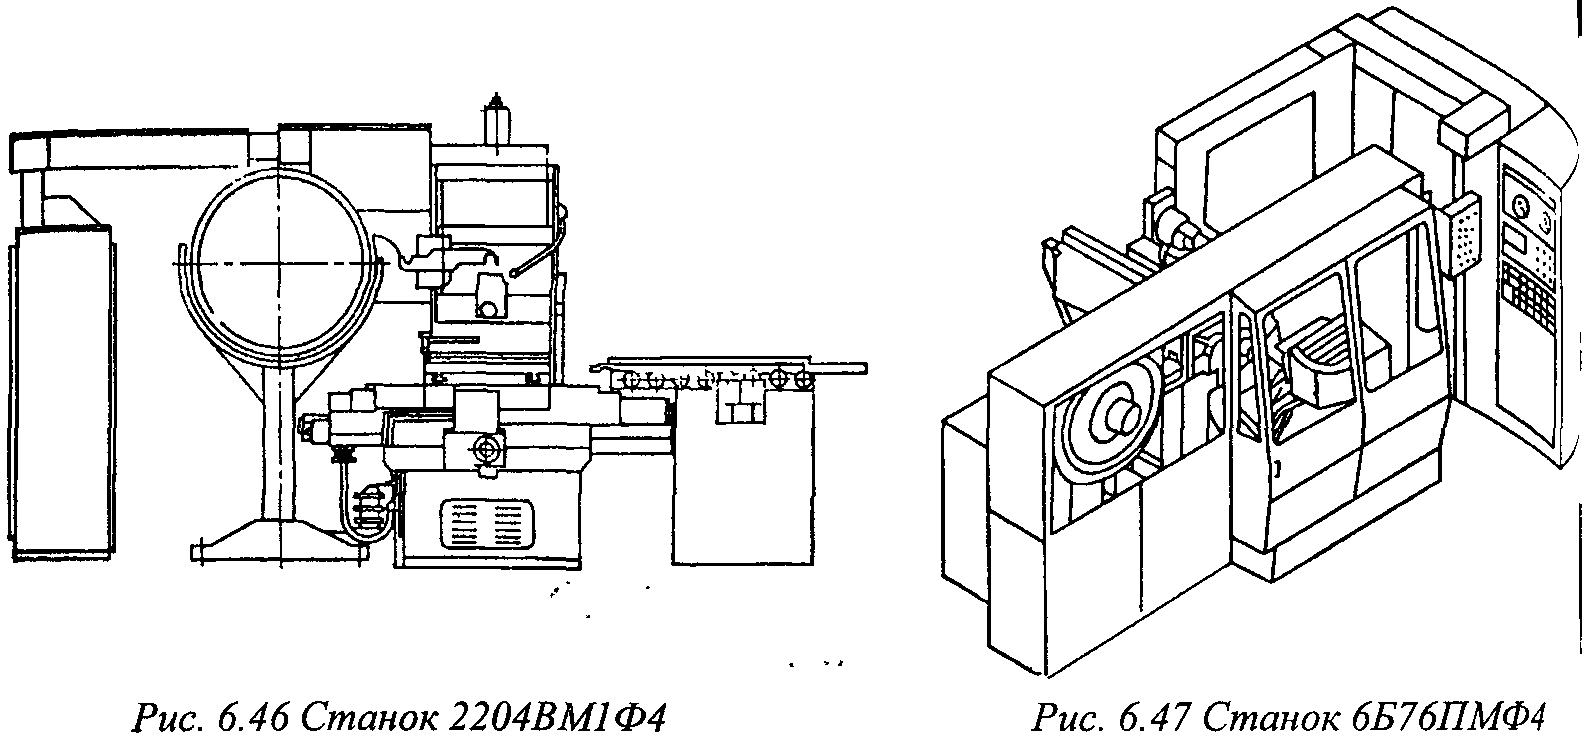 Рис. 6.46 Станок 2204ВМ1Ф4
Рис. 6.47 Станок 6Б76ПМФ4